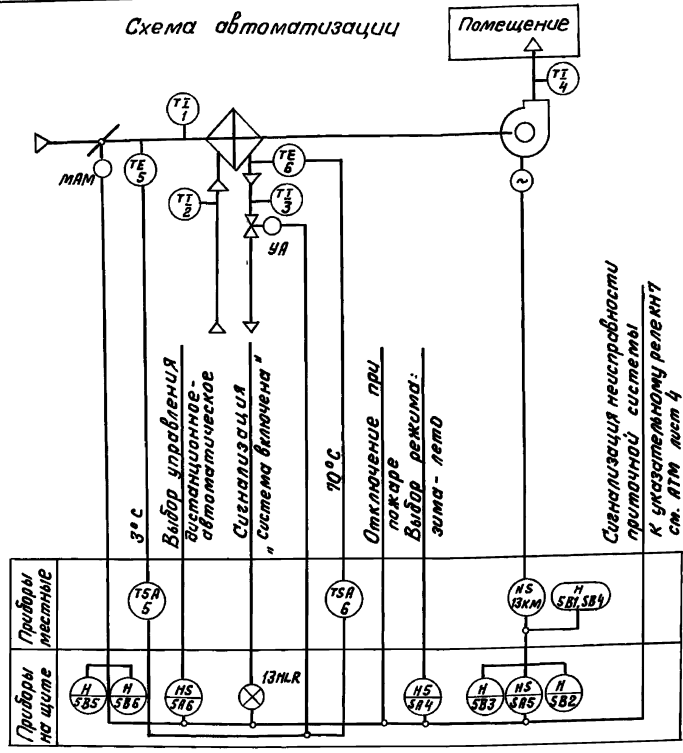 Схема автоматизации
Помещение
TI
1
TI
4
TE
5
TE
6
МАМ
TI
2
TI
3
УА
3°С
Выбор управления
дистанционное-
автоматическое
Сигнализация
„система включена"
70°С
Отключение при
пожаре
Выбор режима:
зима-лето
Сигнализация неисправности
приточной системы
К указательному реле КН7
см. АТМ лист 4
Приборы
местные
TSA
5
TSA
6
NS
13КМ
H
SB1,SB4
Приборы
на щите
H
SB5
H
SB6
HS
SA6
13HLR
HS
SA4
H
SB3
HS
SA5
H
SB2